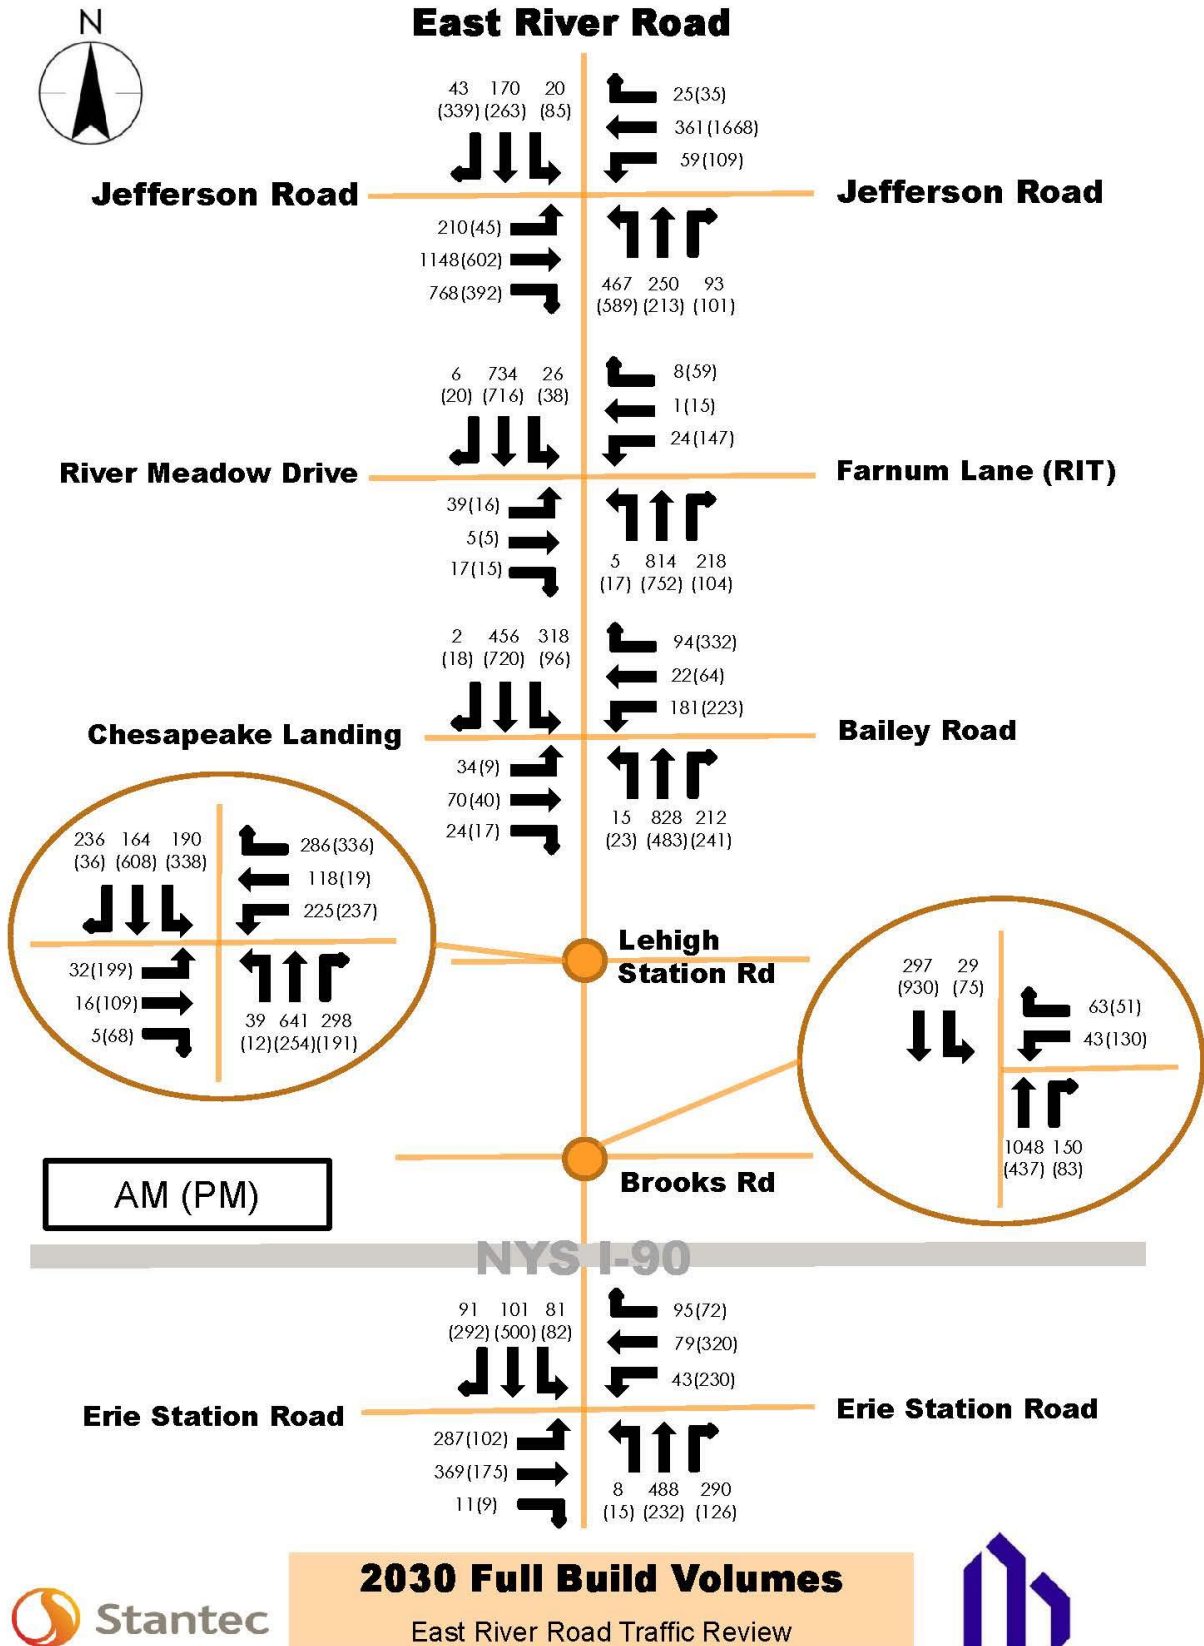 N
East River Road
43 170 20
(339) (263) (85)
25(35)
361(1668)
59(109)
Jefferson Road
Jefferson Road
210(45)
1148(602)
768(392)
467 250 93
(589) (213) (101)
6 734 26
(20) (716) (38)
8(59)
1(15)
24(147)
River Meadow Drive
Farnum Lane (RIT)
39(16)
5(5)
17(15)
5 814 218
(17) (752) (104)
2 456 318
(18) (720) (96)
94(332)
22(64)
181(223)
Chesapeake Landing
Bailey Road
34(9)
70(40)
24(17)
15 828 212
(23) (483) (241)
236 164 190
(36) (608) (338)
286(336)
118(19)
225(237)
32(199)
16(109)
5(68)
39 641 298
(12)(254)(191)
Lehigh
Station Rd
297 29
(930) (75)
63(51)
43(130)
1048 150
(437) (83)
Brooks Rd
AM (PM)
NYS I-90
91 101 81
(292) (500) (82)
95(72)
79(320)
43(230)
Erie Station Road
Erie Station Road
287(102)
369(175)
11(9)
8 488 290
(15) (232) (126)
Stantec
2030 Full Build Volumes
East River Road Traffic Review